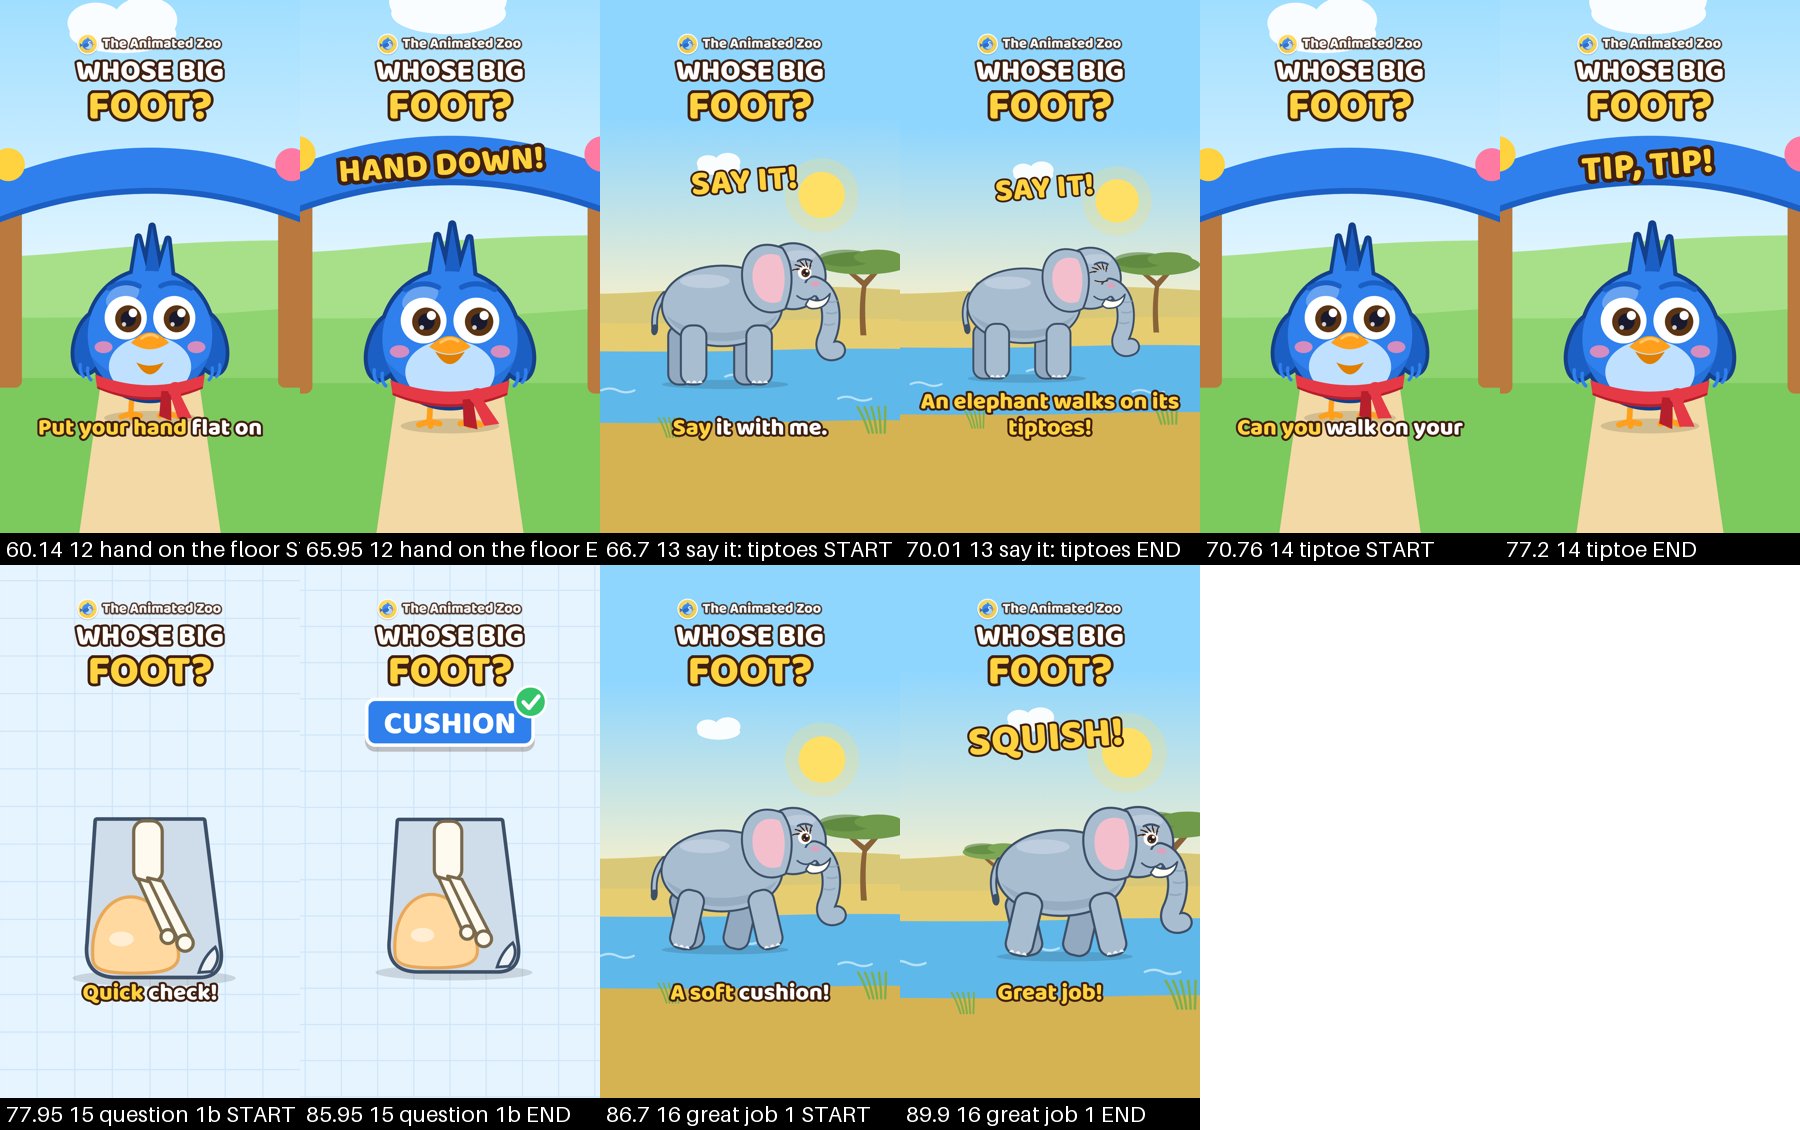 The Animated Zoo
WHOSE BIG
FOOT?
Put your hand flat on
60.14 12 hand on the floor S
The Animated Zoo
WHOSE BIG
FOOT?
HAND DOWN!
65.95 12 hand on the floor E
The Animated Zoo
WHOSE BIG
FOOT?
SAY IT!
Say it with me.
66.7 13 say it: tiptoes START
The Animated Zoo
WHOSE BIG
FOOT?
SAY IT!
An elephant walks on its
tiptoes!
70.01 13 say it: tiptoes END
The Animated Zoo
WHOSE BIG
FOOT?
Can you walk on your
70.76 14 tiptoe START
The Animated Zoo
WHOSE BIG
FOOT?
TIP, TIP!
77.2 14 tiptoe END
The Animated Zoo
WHOSE BIG
FOOT?
Quick check!
77.95 15 question 1b START
The Animated Zoo
WHOSE BIG
FOOT?
CUSHION
85.95 15 question 1b END
The Animated Zoo
WHOSE BIG
FOOT?
A soft cushion!
86.7 16 great job 1 START
The Animated Zoo
WHOSE BIG
FOOT?
SQUISH!
Great job!
89.9 16 great job 1 END